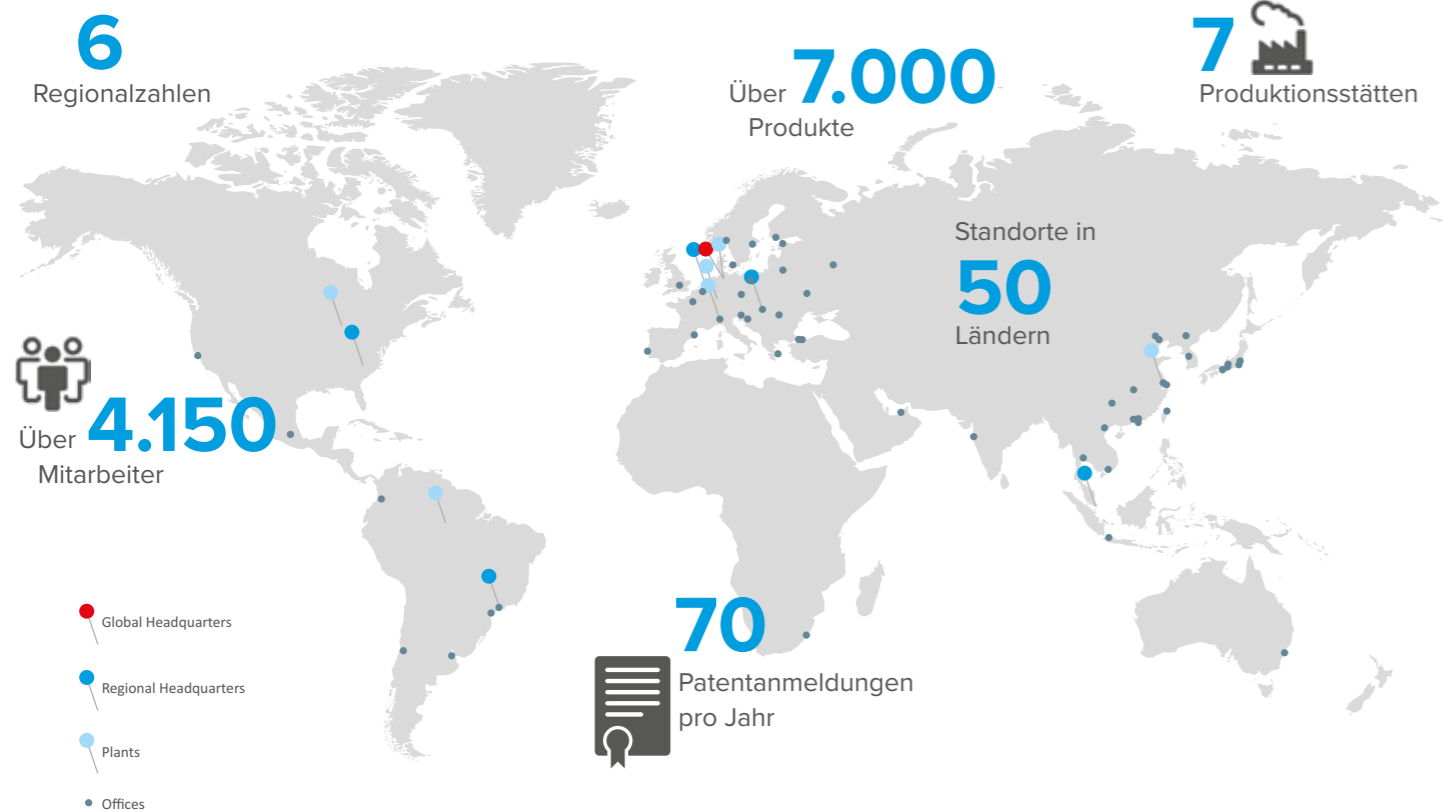 6
Regionalzahlen
Über 7.000
Produkte
7
Produktionsstätten
Standorte in
50
Ländern
Über 4.150
Mitarbeiter
70
Patentanmeldungen
pro Jahr
Global Headquarters
Regional Headquarters
Plants
Offices